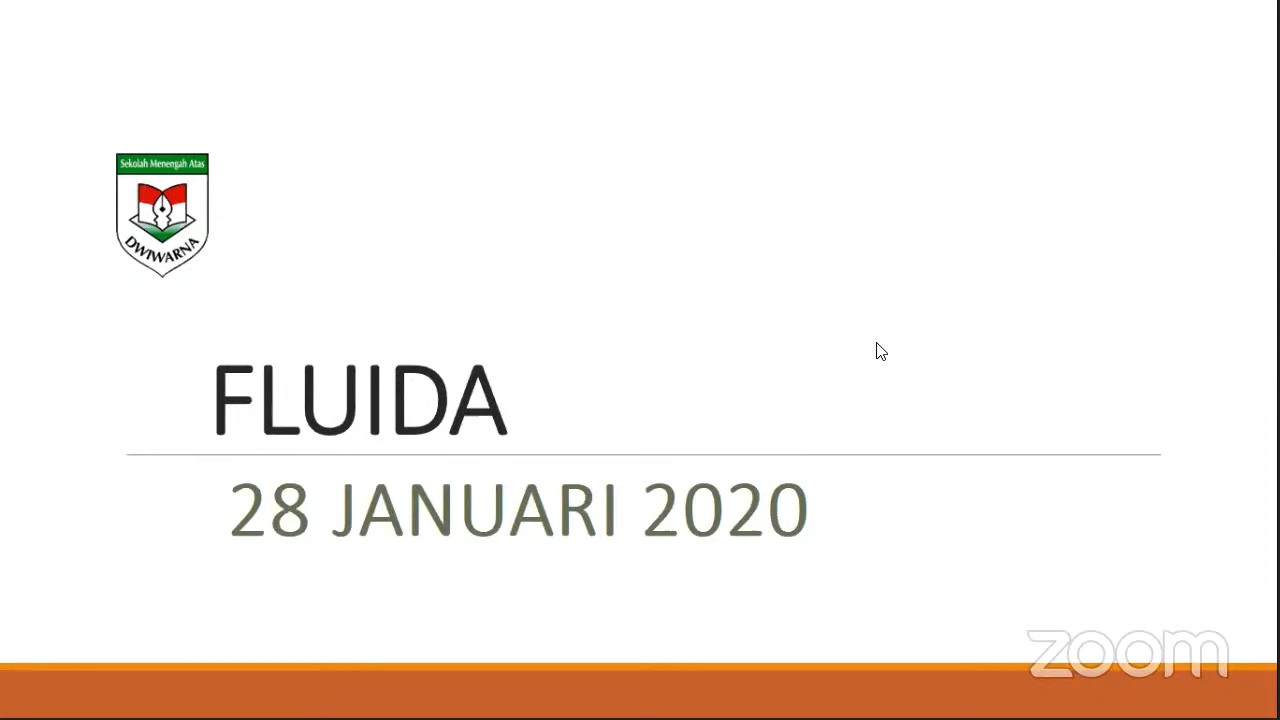 Sekolah Menengah Atas
DWIWARNA
FLUIDA
28 JANUARI 2020
zoom